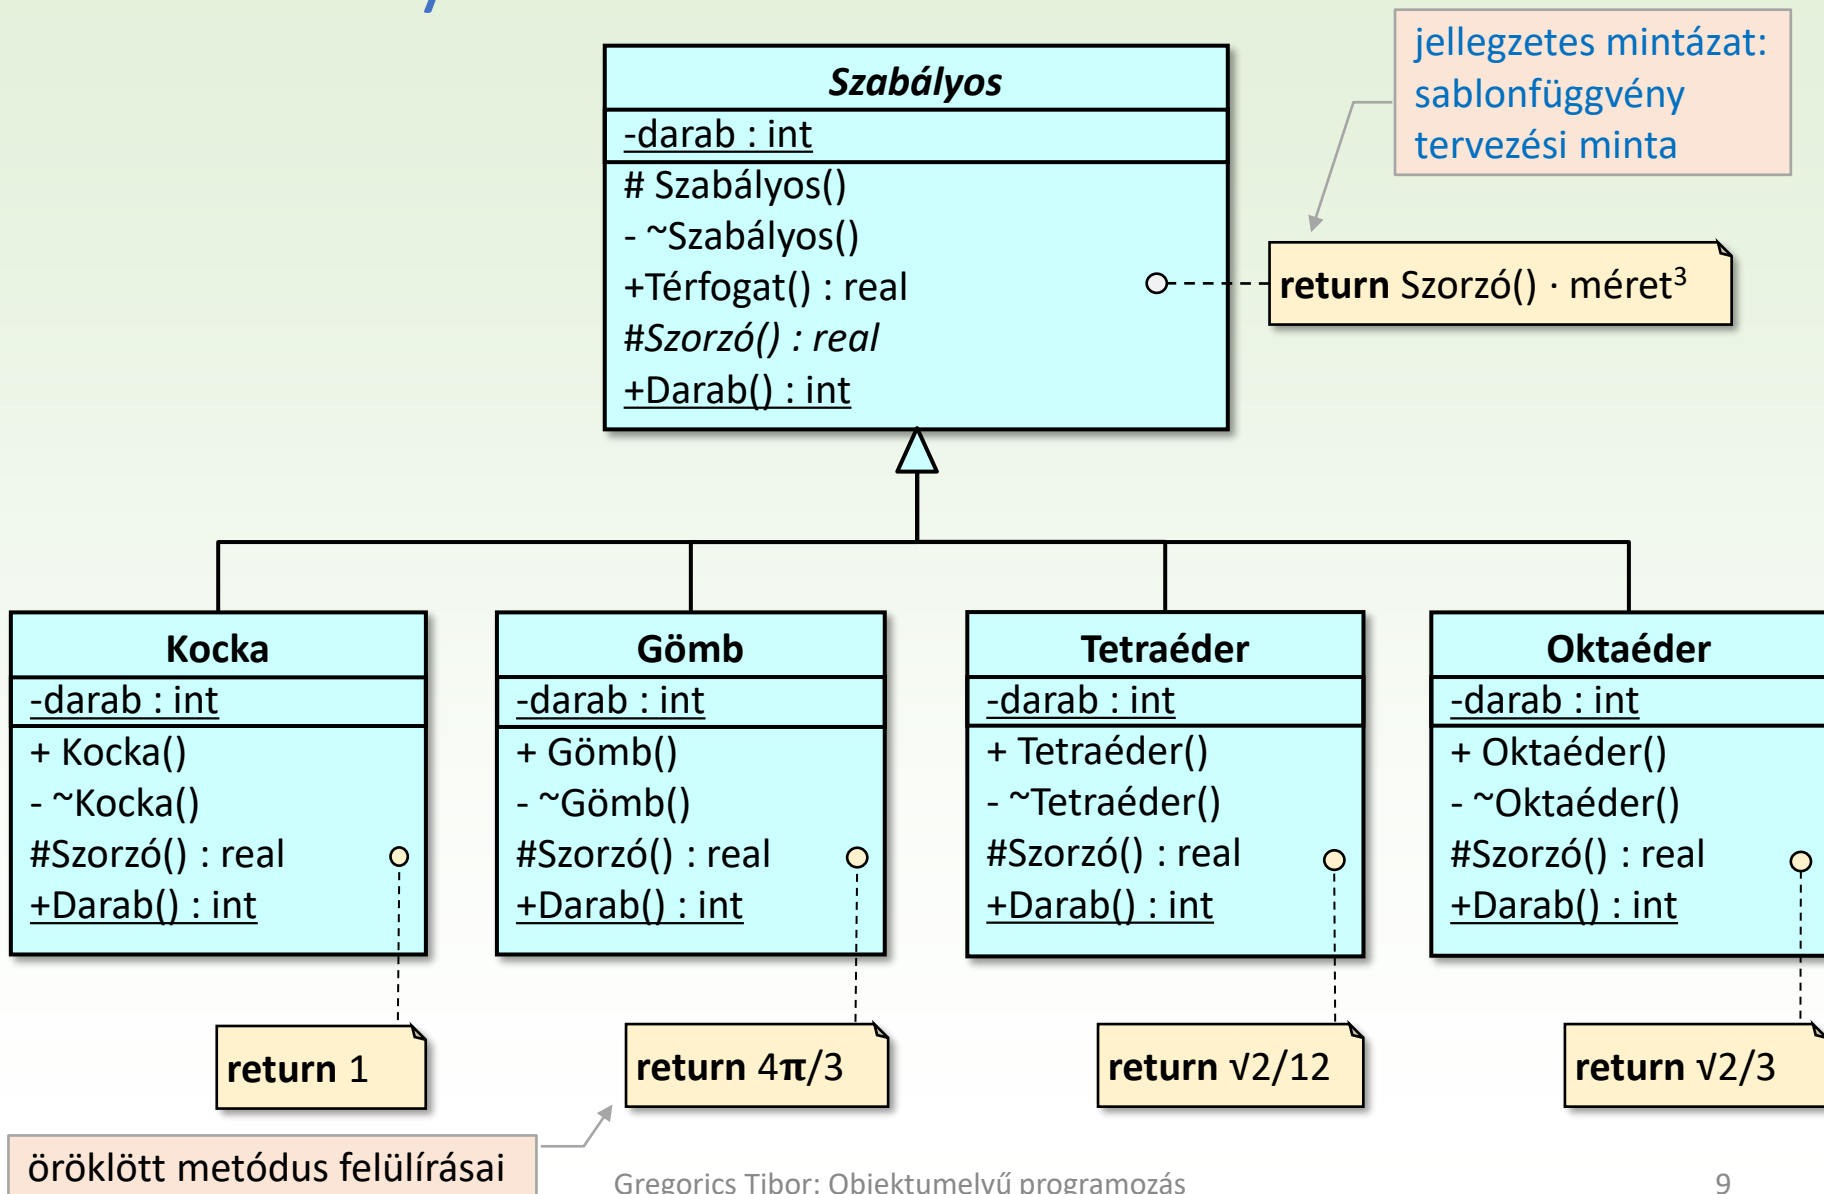 jellegzetes mintázat:
sablonfüggvény
tervezési minta
Szabályos
-darab : int
# Szabályos()
- ~Szabályos()
+Térfogat() : real
#Szorzó() : real
+Darab() : int
return Szorzó() · méret³
Kocka
-darab : int
+ Kocka()
- ~Kocka()
#Szorzó() : real
+Darab() : int
return 1
Gömb
-darab : int
+ Gömb()
- ~Gömb()
#Szorzó() : real
+Darab() : int
return 4π/3
Tetraéder
-darab : int
+ Tetraéder()
- ~Tetraéder()
#Szorzó() : real
+Darab() : int
return √2/12
Oktaéder
-darab : int
+ Oktaéder()
- ~Oktaéder()
#Szorzó() : real
+Darab() : int
return √2/3
öröklött metódus felülírásai
Gregorics Tibor: Objektumelvű programozás
9